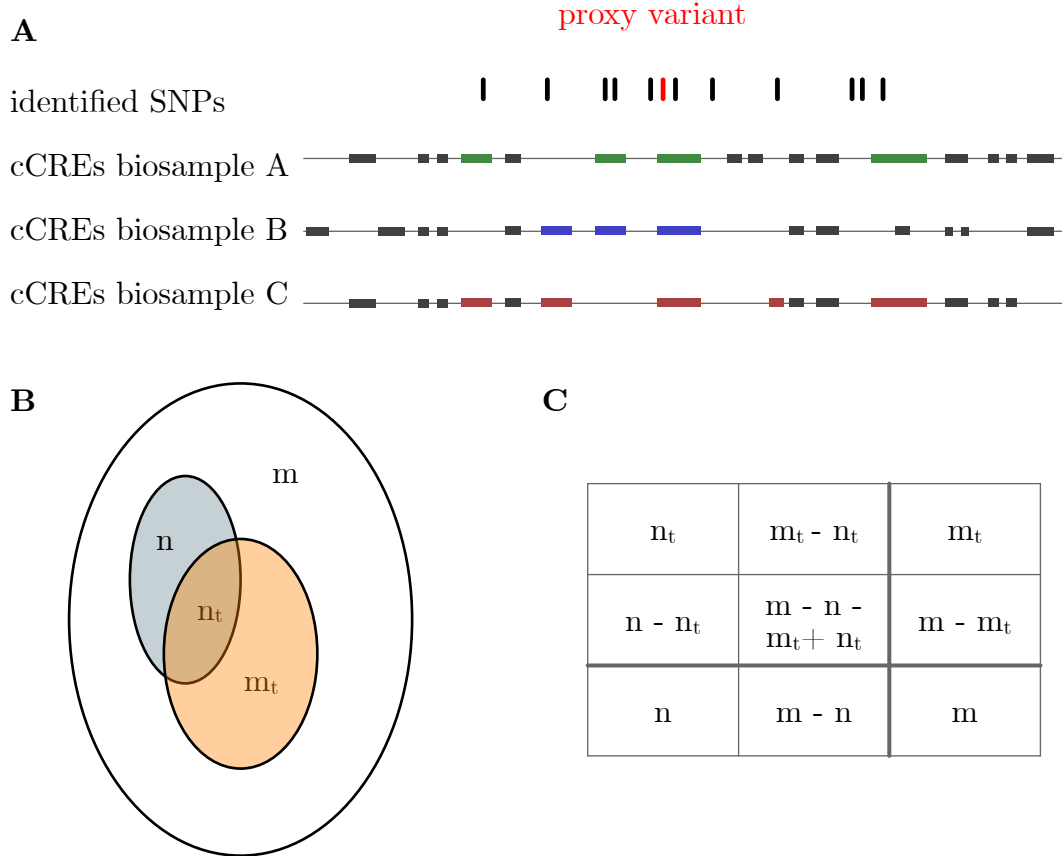 proxy variant
A
identified SNPs
cCREs biosample A
cCREs biosample B
cCREs biosample C
B
m
n
nₜ
mₜ
C
nₜ
mₜ - nₜ
mₜ
n - nₜ
m - n -
mₜ+ nₜ
m - mₜ
n
m - n
m